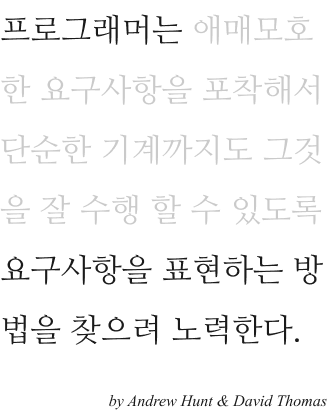 프로그래머는 애매모호
한 요구사항을 포착해서
단순한 기계까지도 그것
을 잘 수행 할 수 있도록
요구사항을 표현하는 방
법을 찾으려 노력한다.
by Andrew Hunt & David Thomas